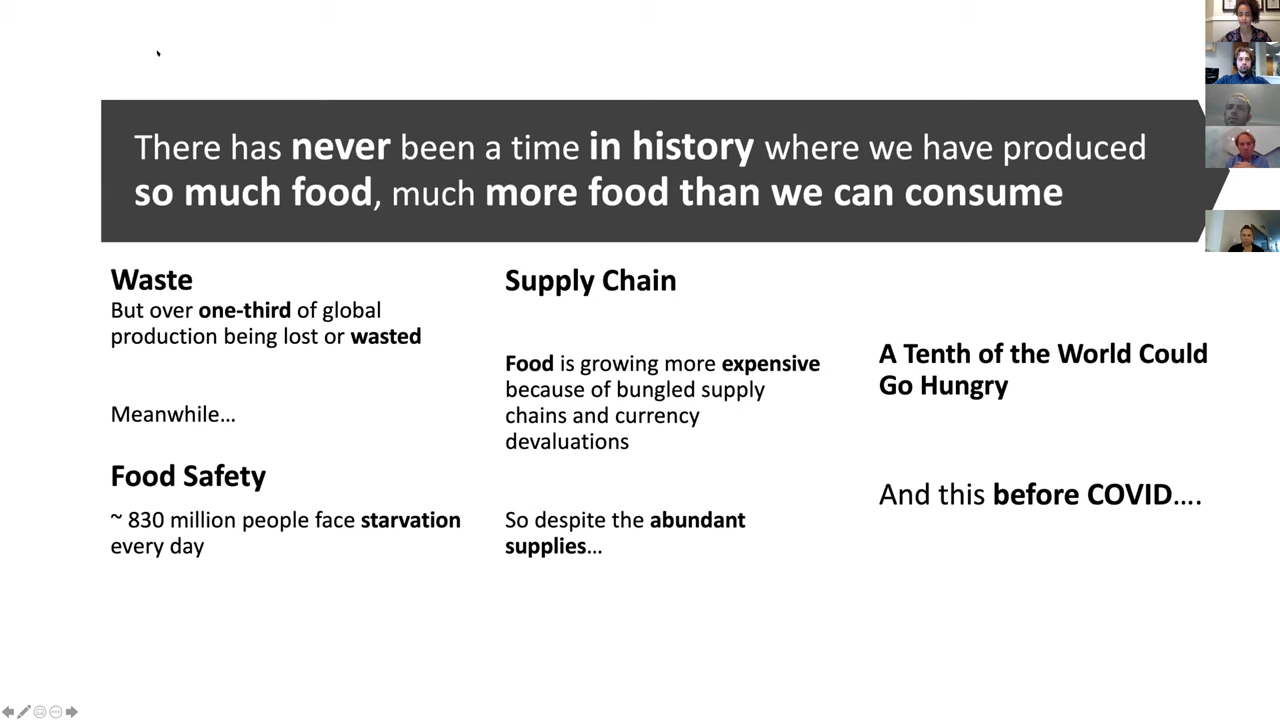 There has never been a time in history where we have produced
so much food, much more food than we can consume
Waste
But over one-third of global
production being lost or wasted
Meanwhile…
Food Safety
~ 830 million people face starvation
every day
Supply Chain
Food is growing more expensive
because of bungled supply
chains and currency
devaluations
So despite the abundant
supplies…
A Tenth of the World Could
Go Hungry
And this before COVID….